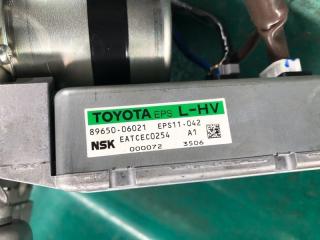 TOYOTA EPS L-HV
89650-06021 EPS11-042
NSK EATCEC0254 A1
000072 3506